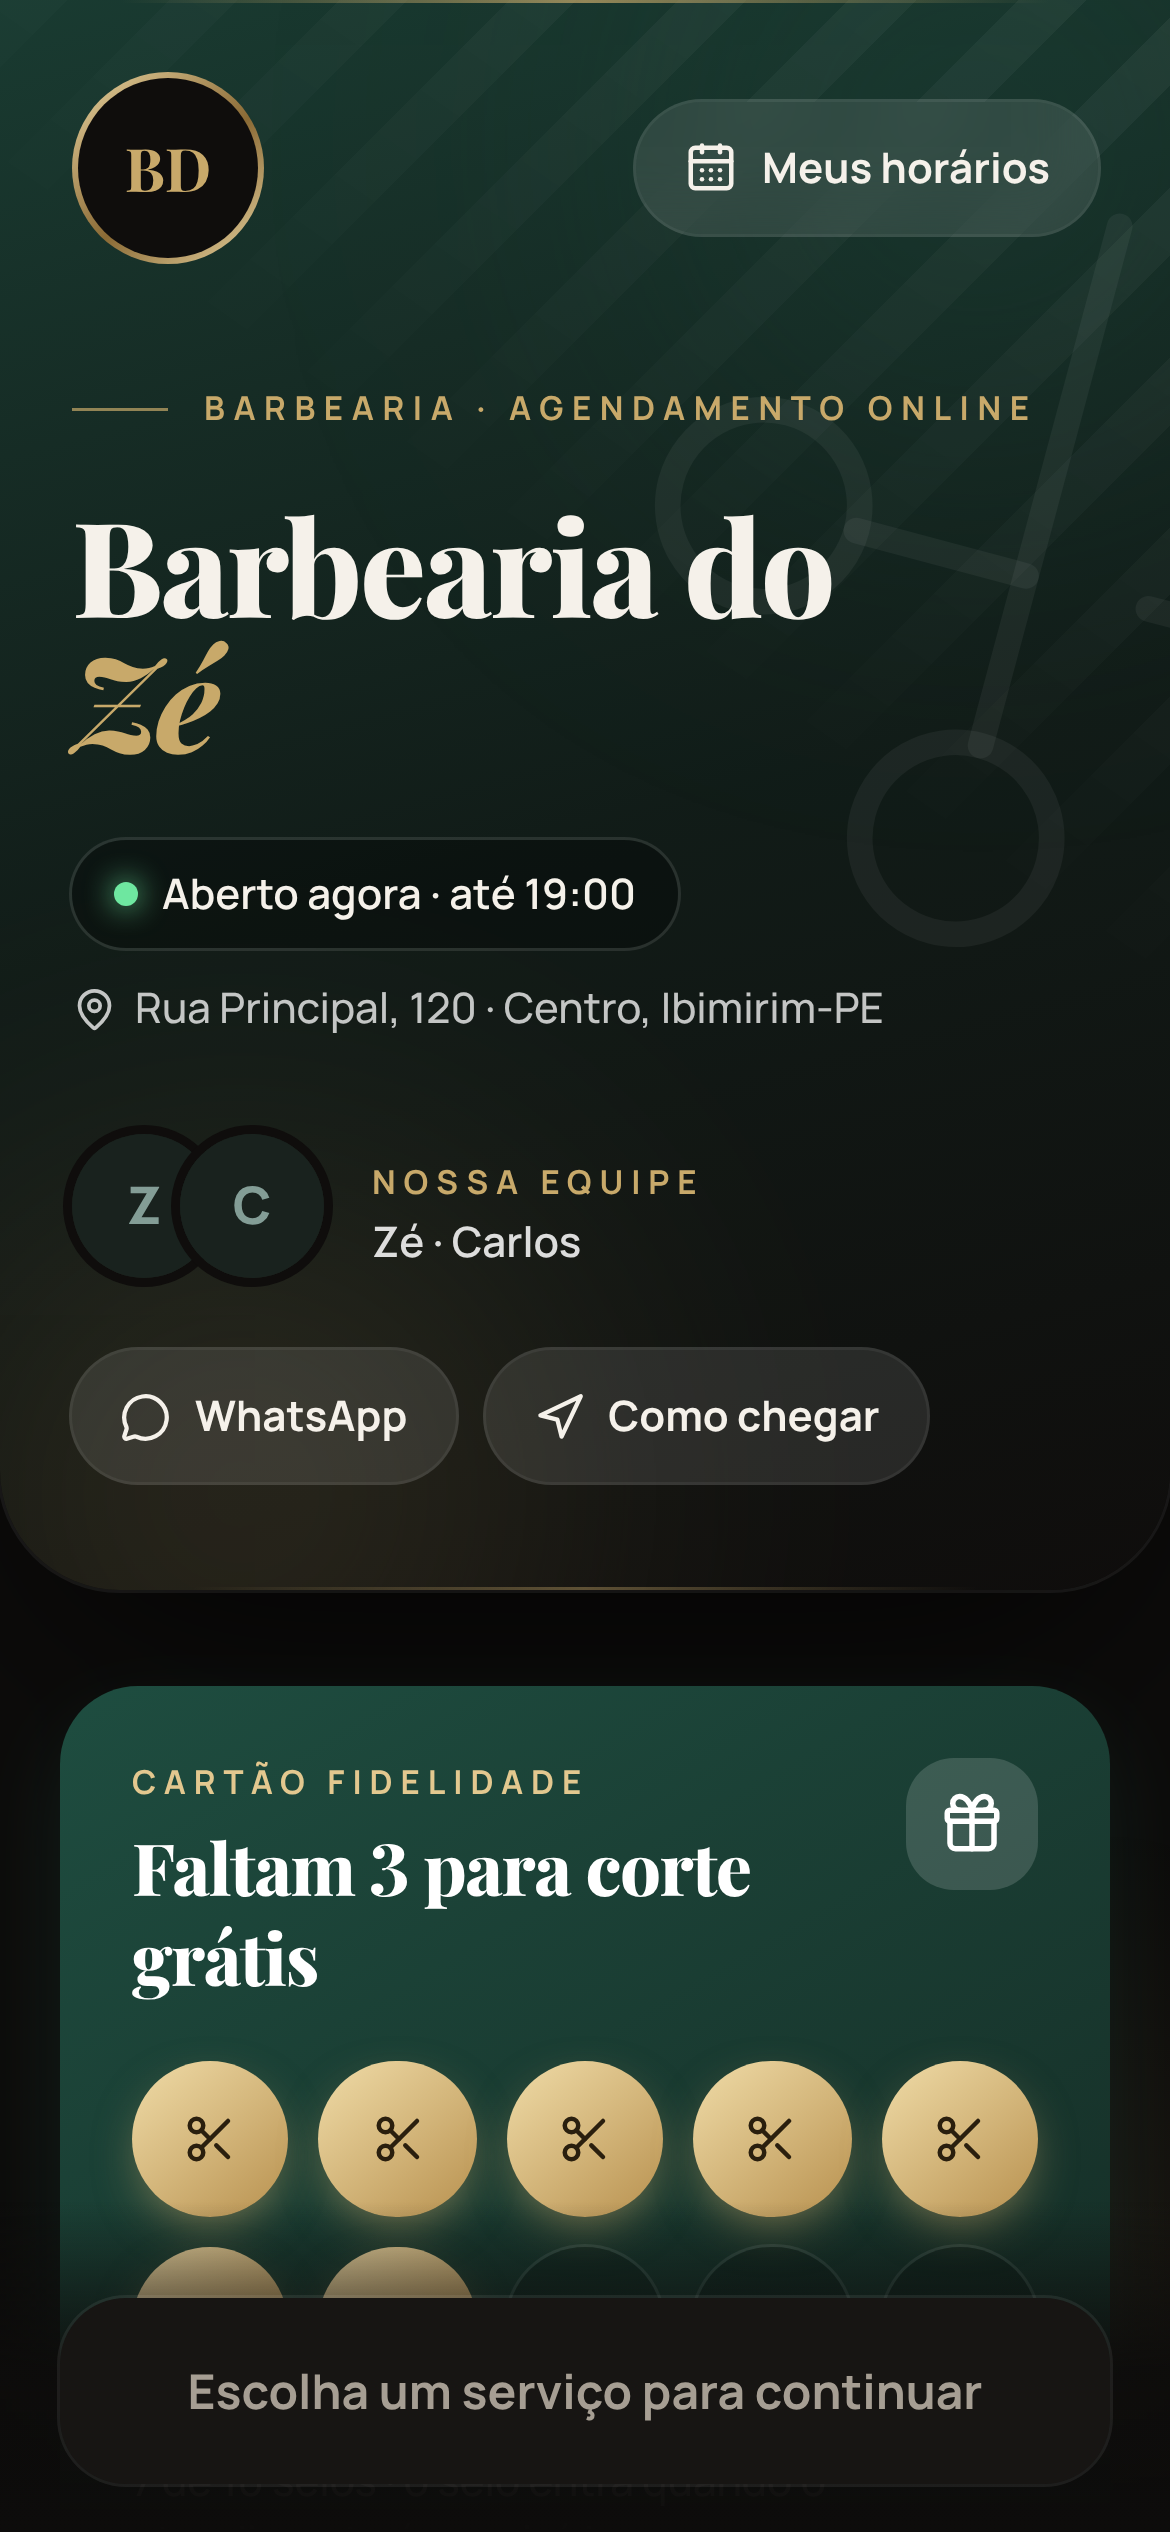 BD
Meus horários
BARBEARIA · AGENDAMENTO ONLINE
Barbearia do
Zé
Aberto agora · até 19:00
Rua Principal, 120 · Centro, Ibimirim-PE
Z C
NOSSA EQUIPE
Zé · Carlos
WhatsApp
Como chegar
CARTÃO FIDELIDADE
Faltam 3 para corte
grátis
Escolha um serviço para continuar